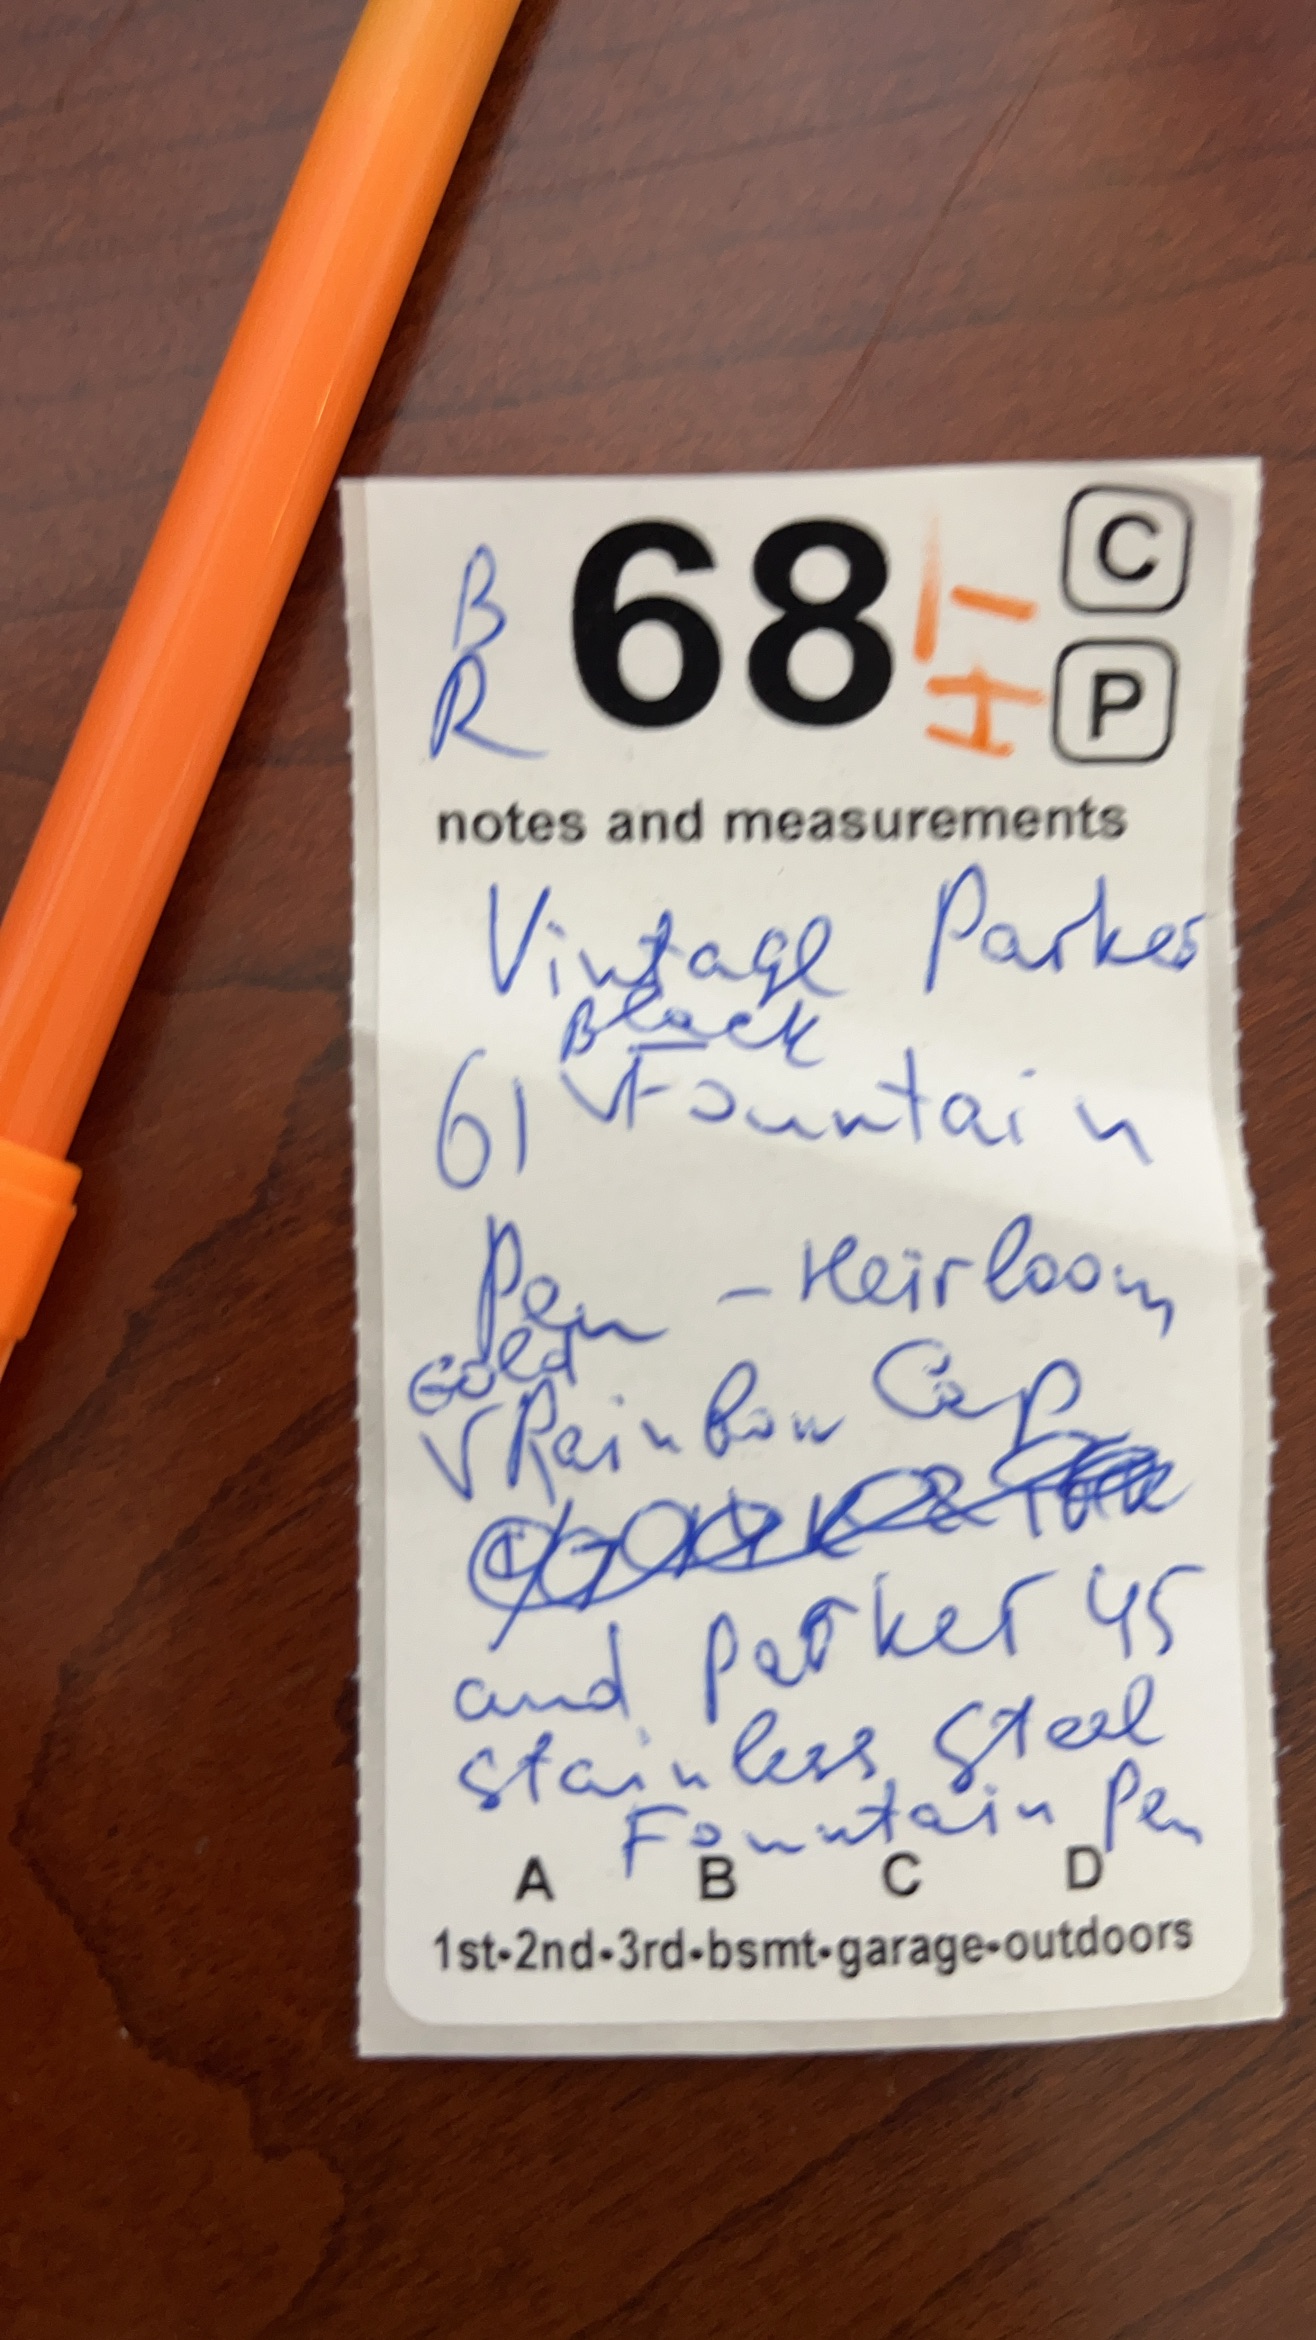 B 68 C
R P
notes and measurements
Vintage Parker
Black
61 Fountain
Pen - Heirloom
Gold
Rainbow Cap
and Parker 45
stainless steel
Fountain Pen
A B C D
1st-2nd-3rd-bsmt-garage-outdoors